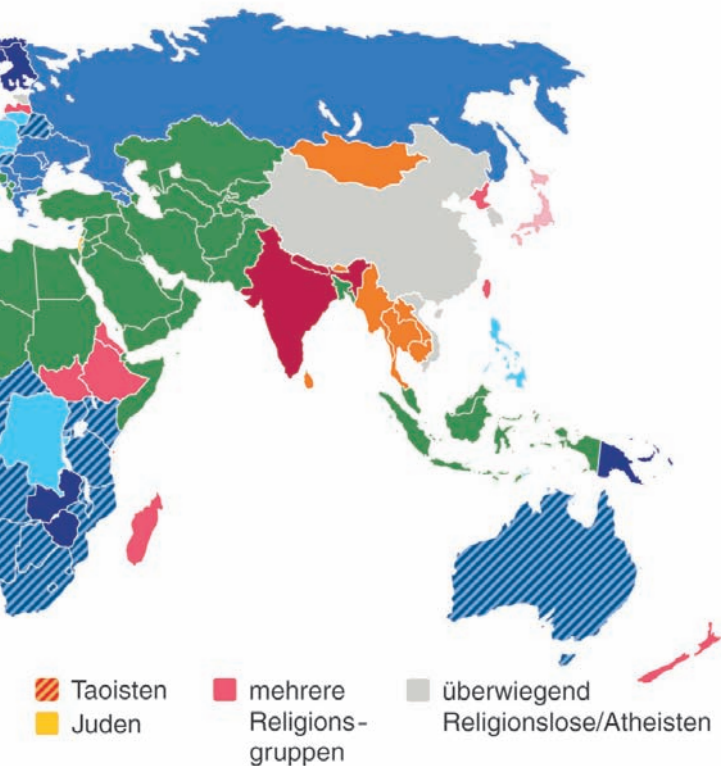 Taoisten
Juden
mehrere
Religions-
gruppen
überwiegend
Religionslose/Atheisten